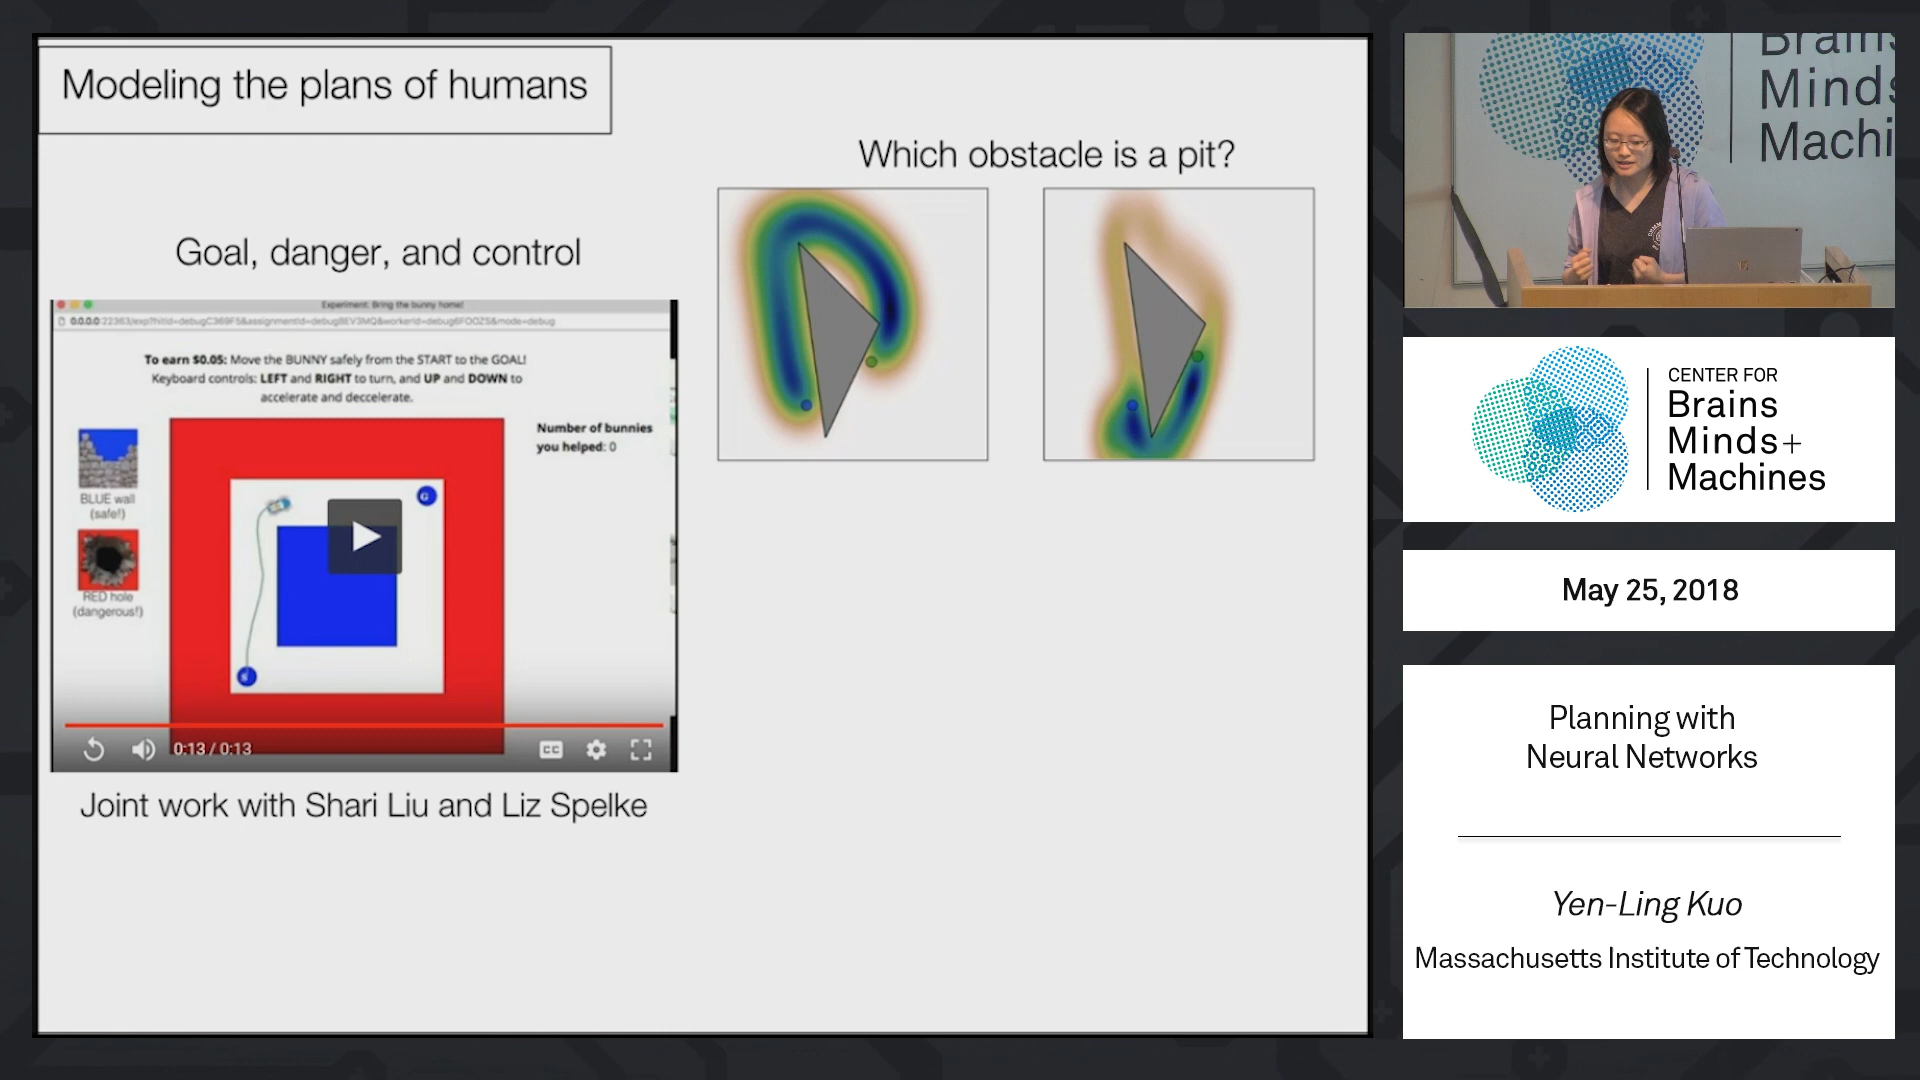 Modeling the plans of humans
Which obstacle is a pit?
Goal, danger, and control
Experiment: Bring the bunny home!
To earn $0.05: Move the BUNNY safely from the START to the GOAL!
Keyboard controls: LEFT and RIGHT to turn, and UP and DOWN to
accelerate and deccelerate.
Number of bunnies
you helped: 0
BLUE wall
(safe!)
RED hole
(dangerous!)
G
S
0:13 / 0:13
CC
Joint work with Shari Liu and Liz Spelke
Brains
Minds
Machi
CENTER FOR
Brains
Minds+
Machines
May 25, 2018
Planning with
Neural Networks
Yen-Ling Kuo
Massachusetts Institute of Technology